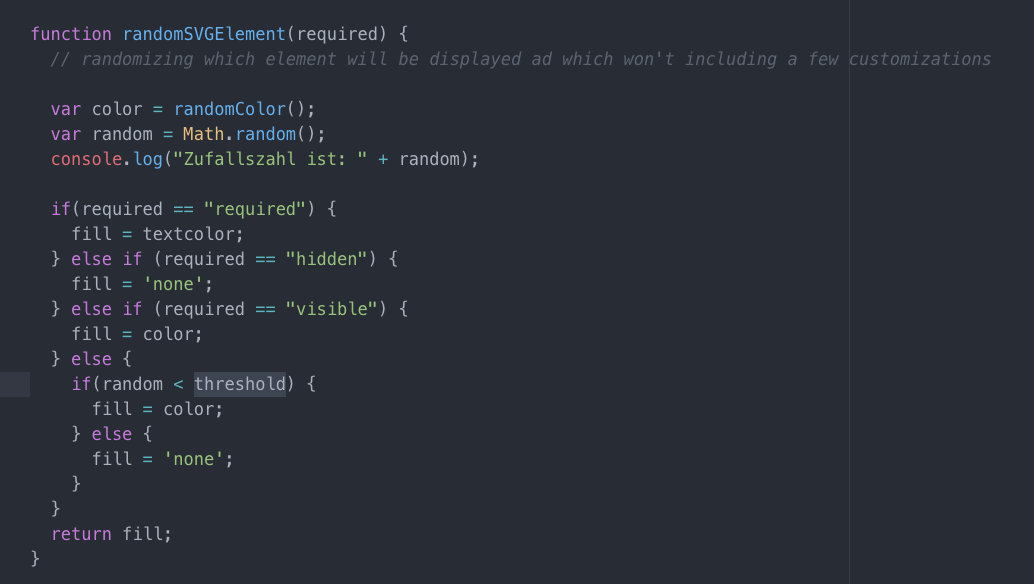 function randomSVGElement(required) {
// randomizing which element will be displayed ad which won't including a few customizations
var color = randomColor();
var random = Math.random();
console.log("Zufallszahl ist: " + random);
if(required == "required") {
fill = textcolor;
} else if (required == "hidden") {
fill = 'none';
} else if (required == "visible") {
fill = color;
} else {
if(random < threshold) {
fill = color;
} else {
fill = 'none';
}
}
return fill;
}